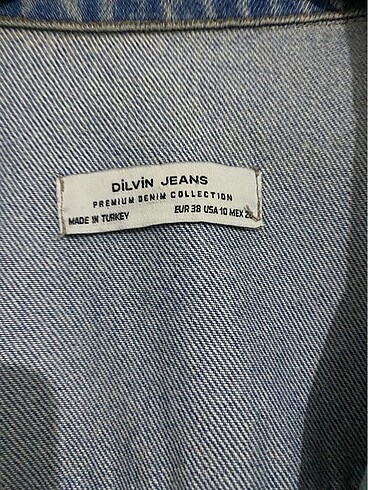 DİLVİN JEANS
PREMIUM DENIM COLLECTION
MADE IN TURKEY EUR 38 USA 10 MEX